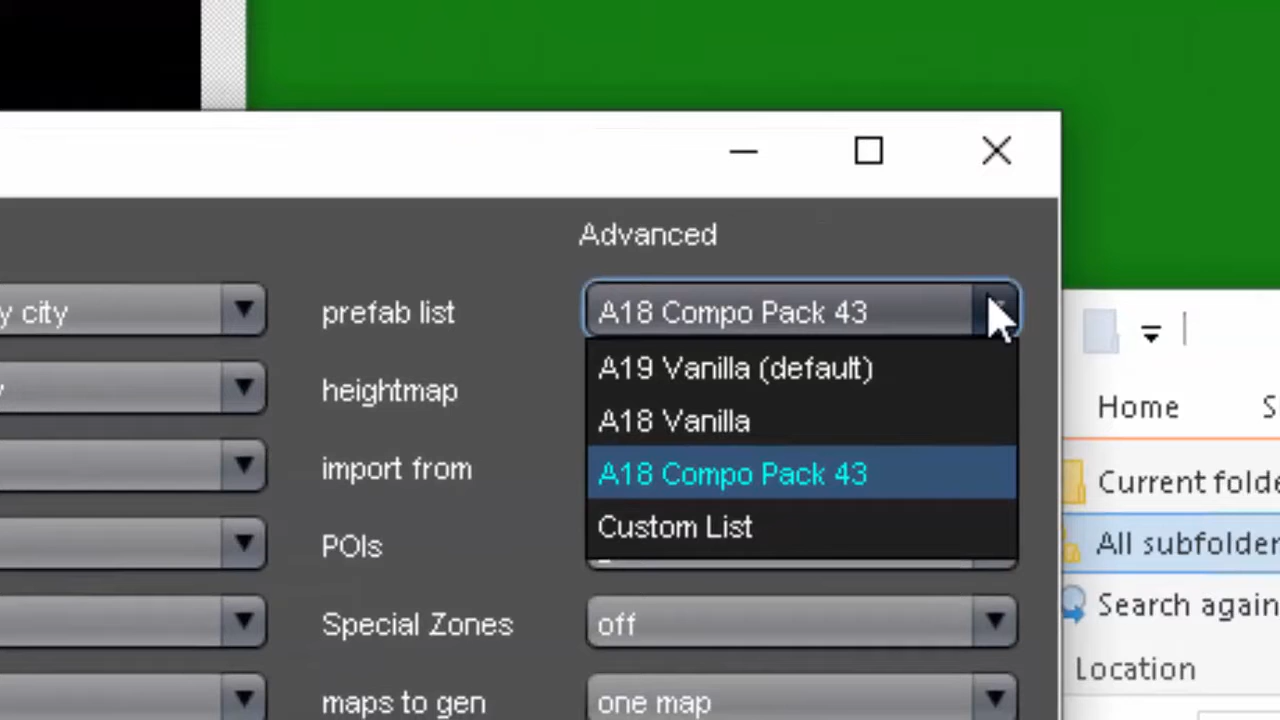 Advanced
y city
prefab list
A18 Compo Pack 43
A19 Vanilla (default)
A18 Vanilla
A18 Compo Pack 43
Custom List
heightmap
import from
POIs
Special Zones
off
maps to gen
one map
Home
Current folde
All subfolder
Search again
Location